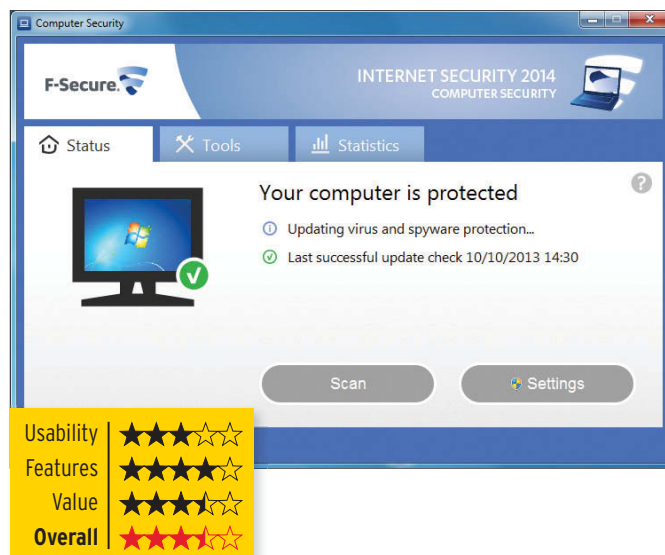 Computer Security
F-Secure.
INTERNET SECURITY 2014
COMPUTER SECURITY
Status
Tools
Statistics
Your computer is protected
?
Updating virus and spyware protection...
Last successful update check 10/10/2013 14:30
Scan
Settings
Usability
Features
Value
Overall